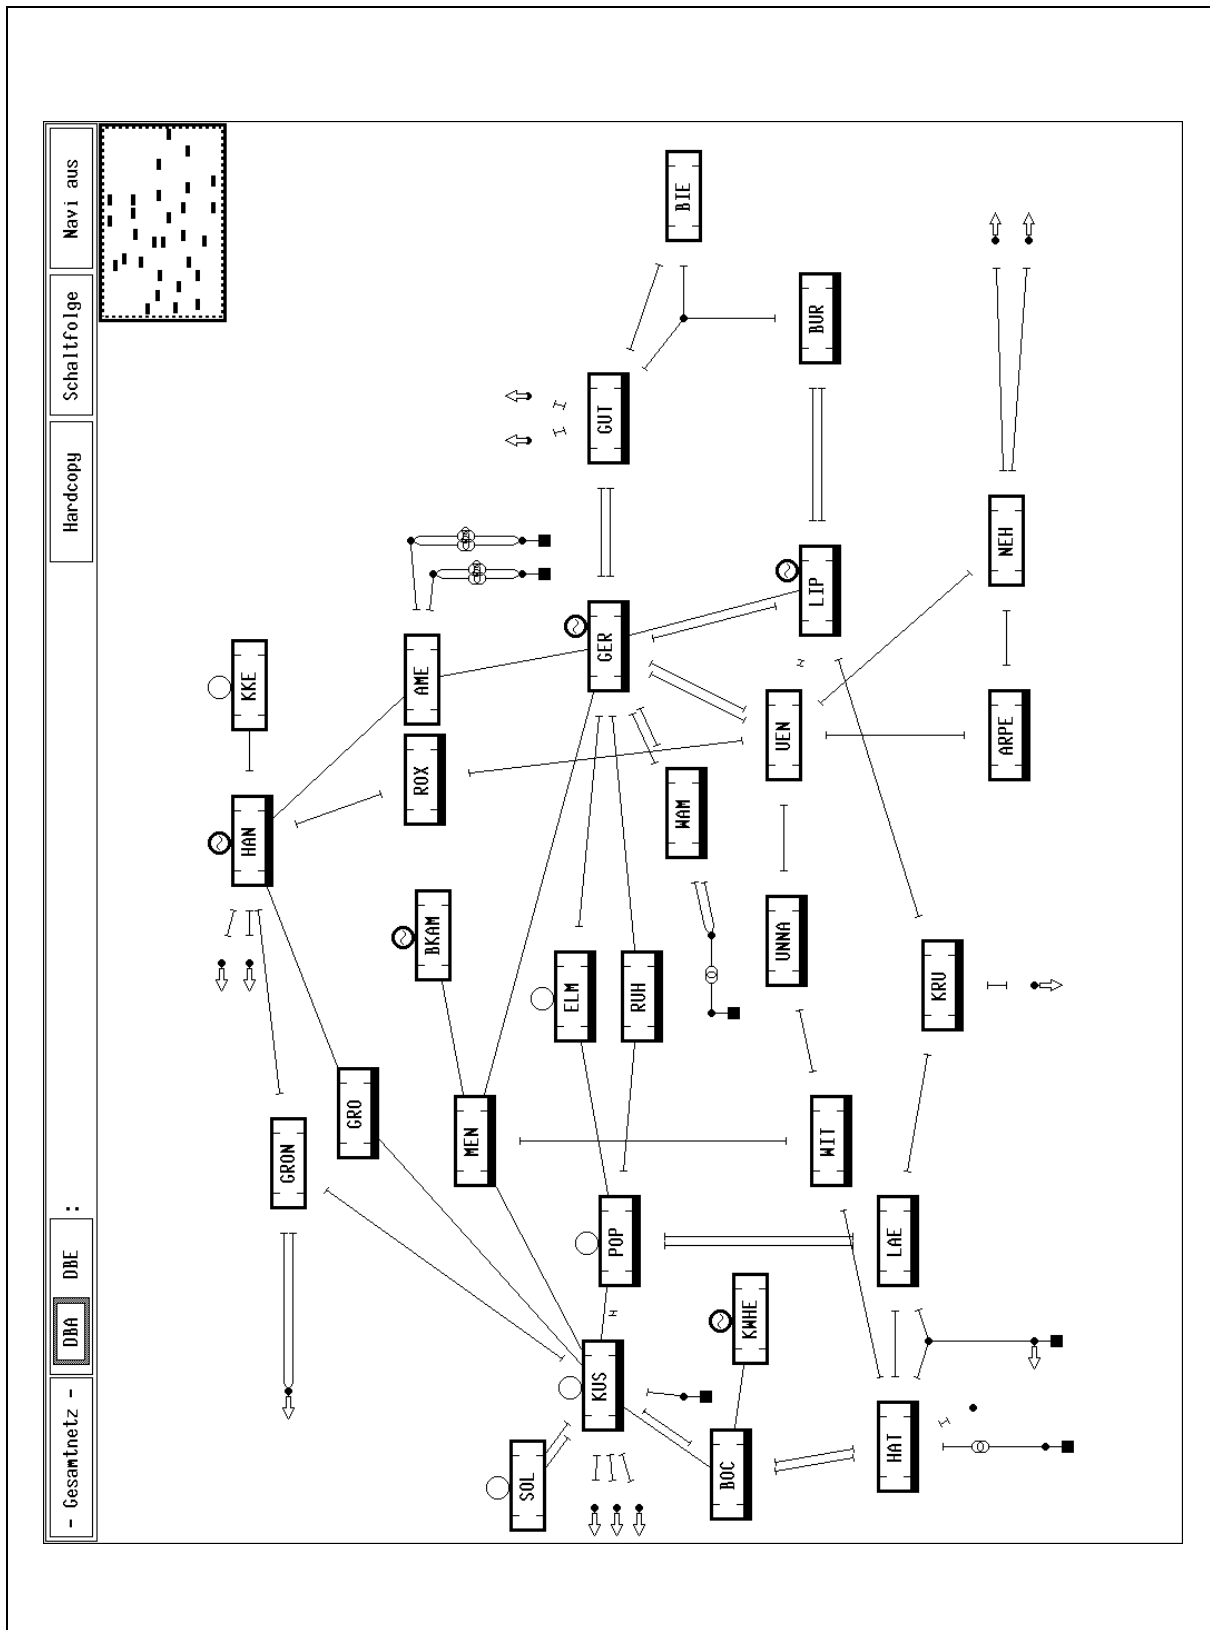 - Gesamtnetz -
DBA
DBE
:
Hardcopy
Schaltfolge
Navi aus
KKE
HAN
GRON
GRO
AME
ROX
BKAM
MEN
SOL
GUT
GER
ELM
RUH
POP
KUS
BIE
WAM
KWHE
BOC
BUR
LIP
UEN
UNNA
WIT
LAE
HAT
KRU
NEH
ARPE